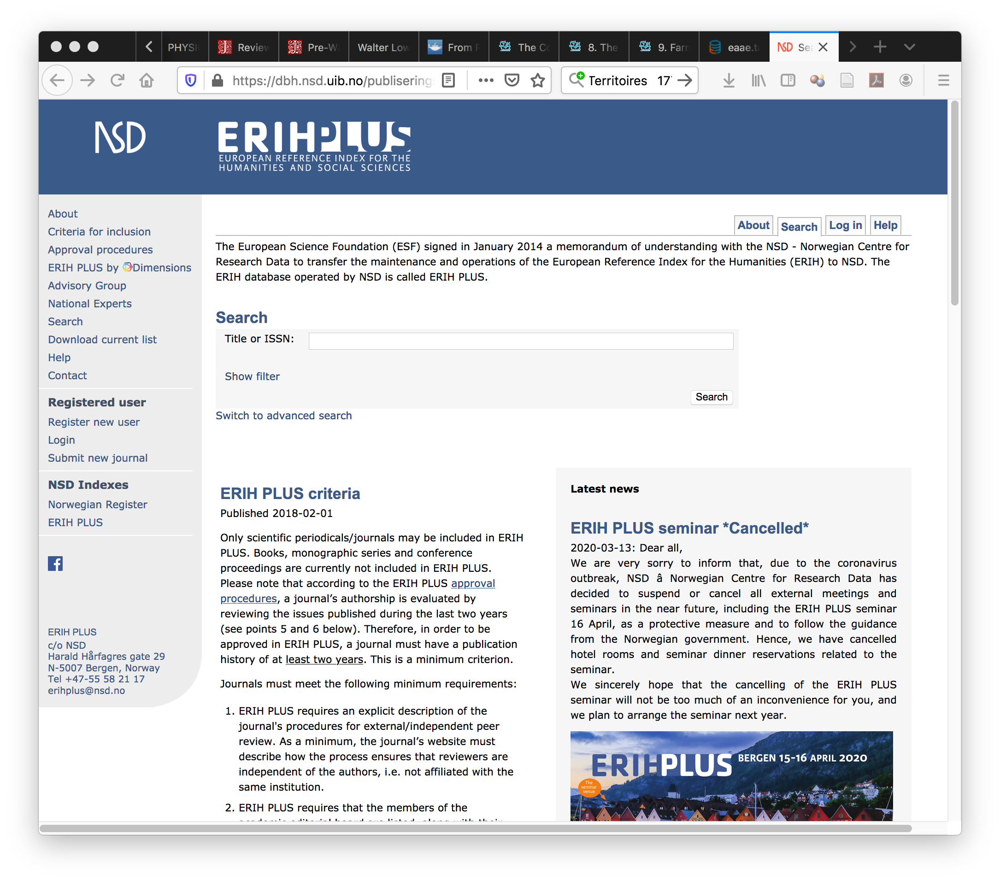 PHYSI
Review
Pre-Wa
Walter Low
From F
The Co
8. The
9. Farm
eaae.t
NSD Sea
https://dbh.nsd.uib.no/publisering
Territoires 17
NSD
ERIHPLUS
EUROPEAN REFERENCE INDEX FOR THE
HUMANITIES AND SOCIAL SCIENCES
About
Criteria for inclusion
Approval procedures
ERIH PLUS by Dimensions
Advisory Group
National Experts
Search
Download current list
Help
Contact
Registered user
Register new user
Login
Submit new journal
NSD Indexes
Norwegian Register
ERIH PLUS
ERIH PLUS
c/o NSD
Harald Hårfagres gate 29
N-5007 Bergen, Norway
Tel +47-55 58 21 17
erihplus@nsd.no
About Search Log in Help
The European Science Foundation (ESF) signed in January 2014 a memorandum of understanding with the NSD - Norwegian Centre for
Research Data to transfer the maintenance and operations of the European Reference Index for the Humanities (ERIH) to NSD. The
ERIH database operated by NSD is called ERIH PLUS.
Search
Title or ISSN:
Show filter
Search
Switch to advanced search
ERIH PLUS criteria
Published 2018-02-01
Only scientific periodicals/journals may be included in ERIH
PLUS. Books, monographic series and conference
proceedings are currently not included in ERIH PLUS.
Please note that according to the ERIH PLUS approval
procedures, a journal’s authorship is evaluated by
reviewing the issues published during the last two years
(see points 5 and 6 below). Therefore, in order to be
approved in ERIH PLUS, a journal must have a publication
history of at least two years. This is a minimum criterion.
Journals must meet the following minimum requirements:
1. ERIH PLUS requires an explicit description of the
journal's procedures for external/independent peer
review. As a minimum, the journal’s website must
describe how the process ensures that reviewers are
independent of the authors, i.e. not affiliated with the
same institution.
2. ERIH PLUS requires that the members of the
academic editorial board are listed, along with their
Latest news
ERIH PLUS seminar *Cancelled*
2020-03-13: Dear all,
We are very sorry to inform that, due to the coronavirus
outbreak, NSD â Norwegian Centre for Research Data has
decided to suspend or cancel all external meetings and
seminars in the near future, including the ERIH PLUS seminar
16 April, as a protective measure and to follow the guidance
from the Norwegian government. Hence, we have cancelled
hotel rooms and seminar dinner reservations related to the
seminar.
We sincerely hope that the cancelling of the ERIH PLUS
seminar will not be too much of an inconvenience for you, and
we plan to arrange the seminar next year.
ERIHPLUS BERGEN 15-16 APRIL 2020
The
seminar
venue